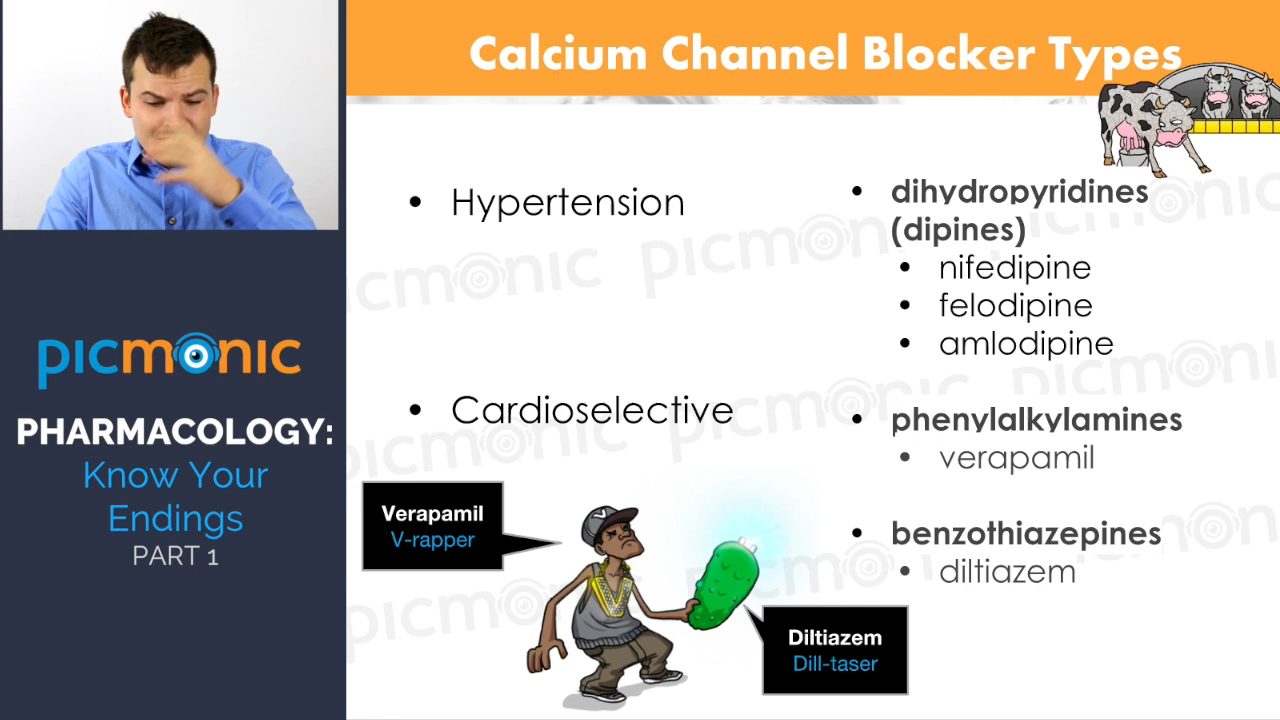 Calcium Channel Blocker Types
picmonic
PHARMACOLOGY:
Know Your
Endings
PART 1
• Hypertension
• Cardioselective
• dihydropyridines
(dipines)
• nifedipine
• felodipine
• amlodipine
• phenylalkylamines
• verapamil
• benzothiazepines
• diltiazem
Verapamil
V-rapper
Diltiazem
Dill-taser